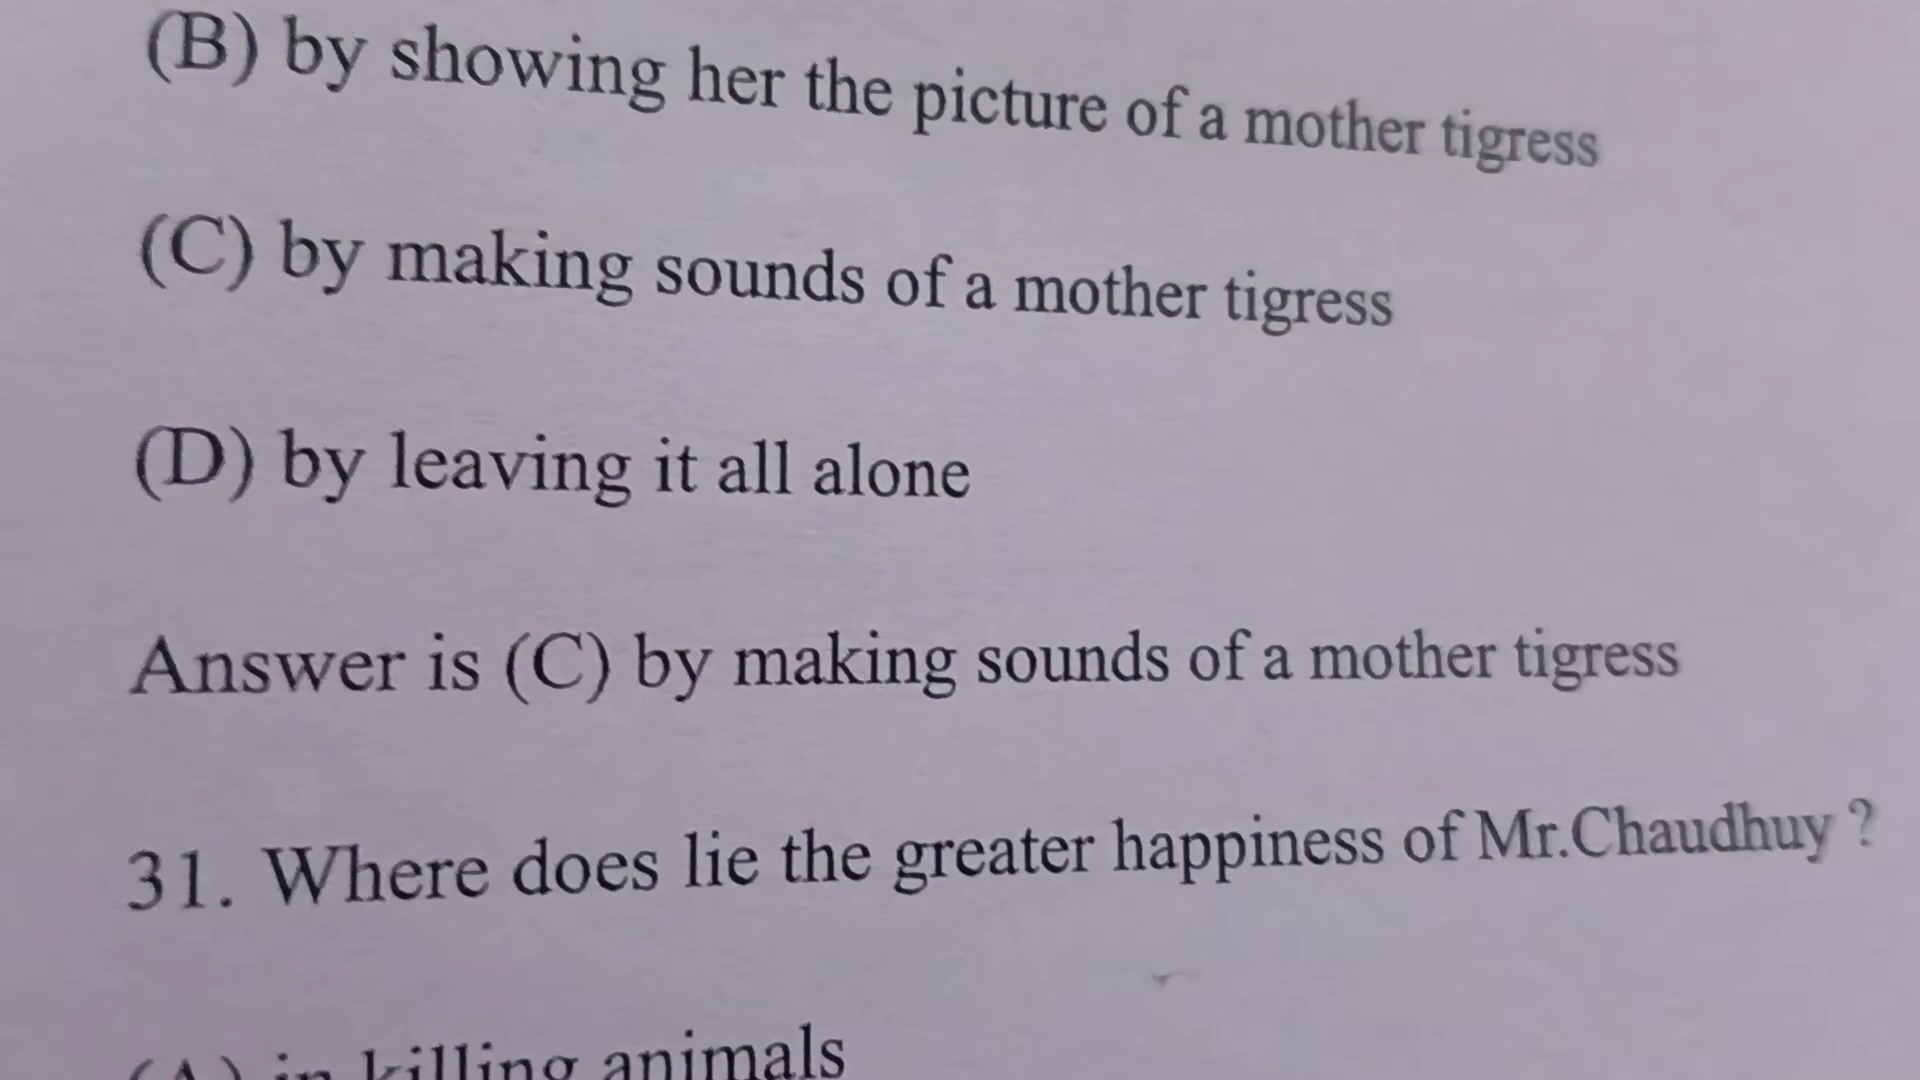 (B) by showing her the picture of a mother tigress
(C) by making sounds of a mother tigress
(D) by leaving it all alone
Answer is (C) by making sounds of a mother tigress
31. Where does lie the greater happiness of Mr.Chaudhuy ?
(A) in killing animals